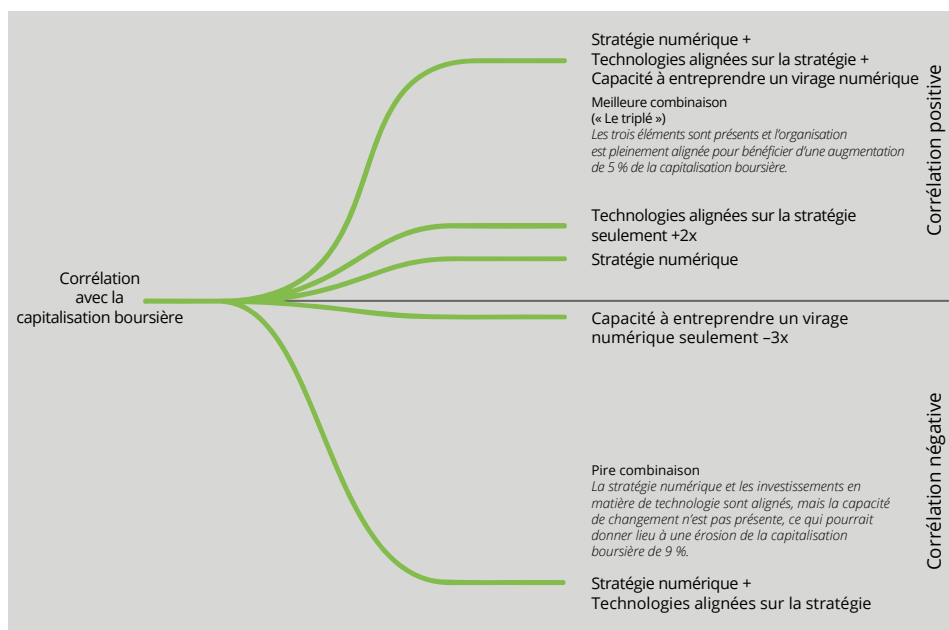 Stratégie numérique +
Technologies alignées sur la stratégie +
Capacité à entreprendre un virage numérique
Meilleure combinaison
(« Le triplé »)
Les trois éléments sont présents et l'organisation
est pleinement alignée pour bénéficier d'une augmentation
de 5 % de la capitalisation boursière.
Corrélation positive
Technologies alignées sur la stratégie
seulement +2x
Stratégie numérique
Corrélation
avec la
capitalisation boursière
Capacité à entreprendre un virage
numérique seulement –3x
Corrélation négative
Pire combinaison
La stratégie numérique et les investissements en
matière de technologie sont alignés, mais la capacité
de changement n'est pas présente, ce qui pourrait
donner lieu à une érosion de la capitalisation
boursière de 9 %.
Stratégie numérique +
Technologies alignées sur la stratégie